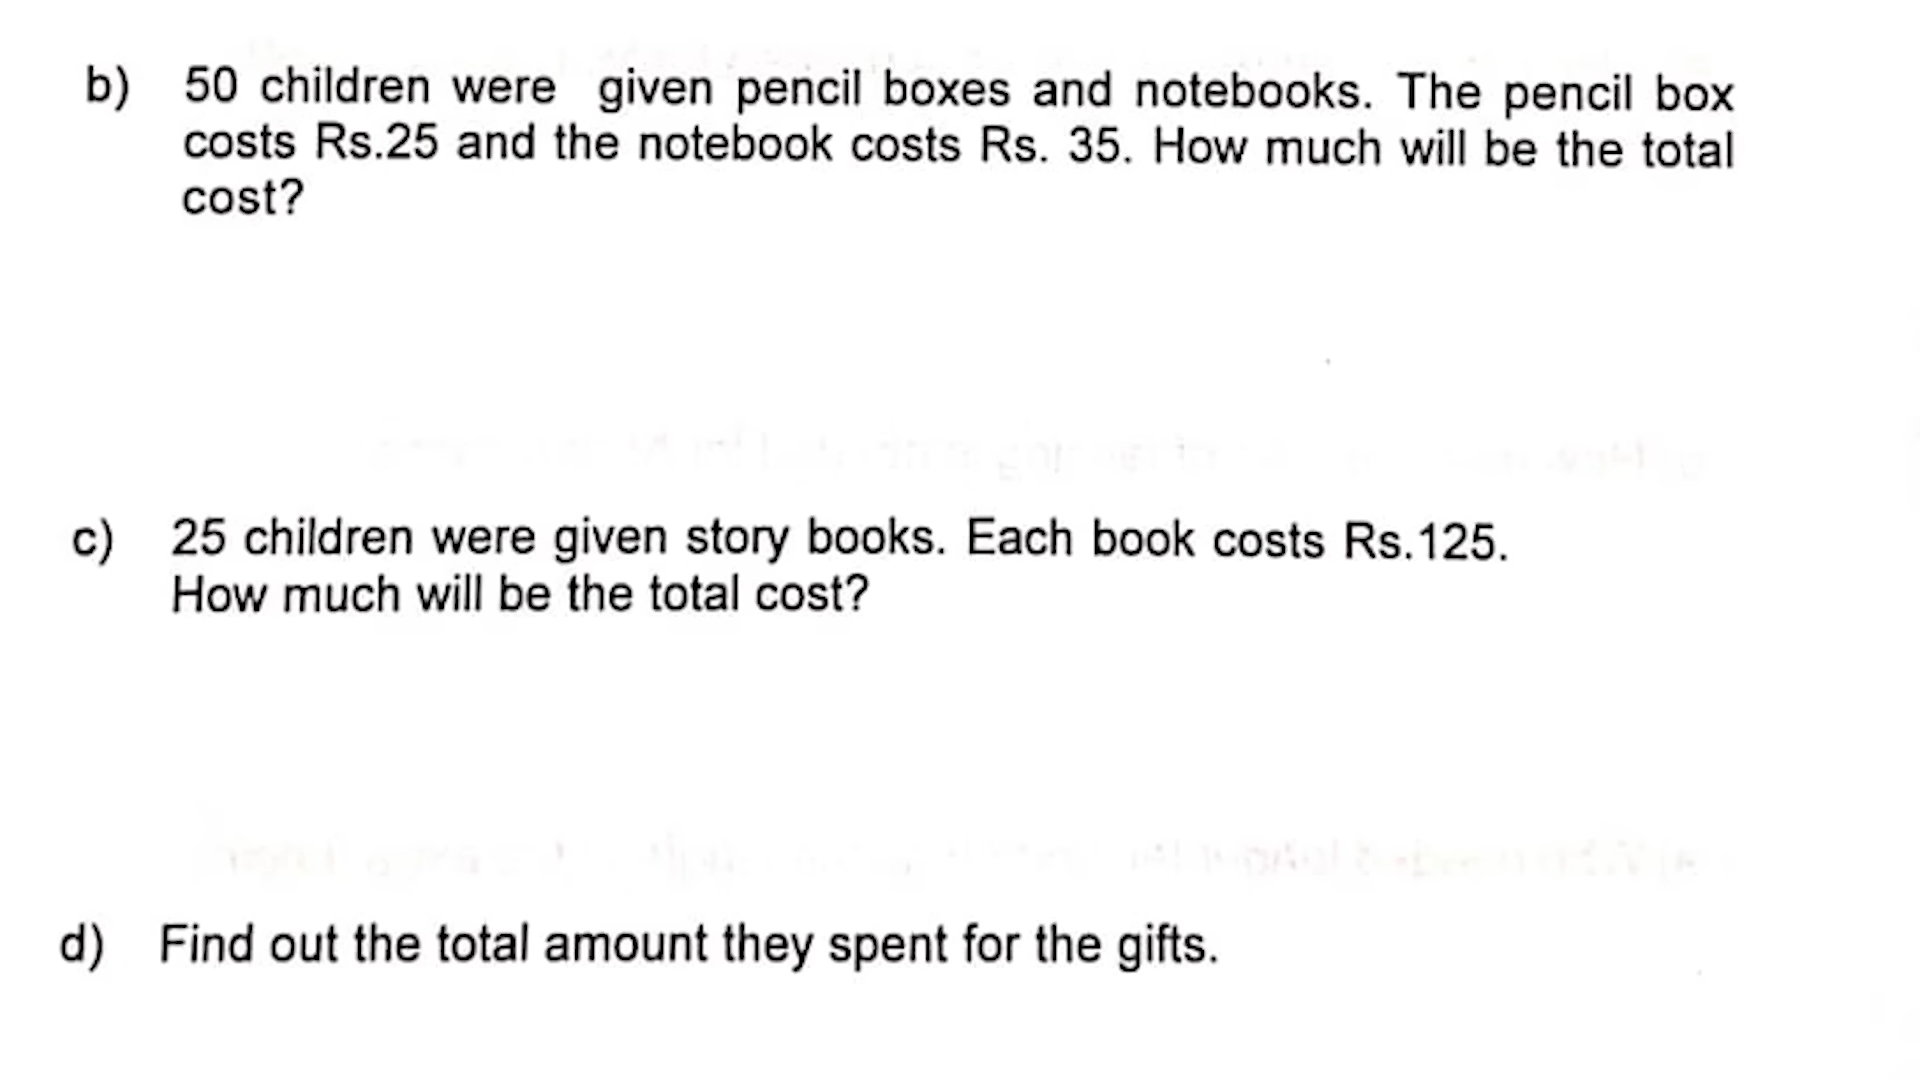 b) 50 children were given pencil boxes and notebooks. The pencil box
costs Rs.25 and the notebook costs Rs. 35. How much will be the total
cost?
c) 25 children were given story books. Each book costs Rs.125.
How much will be the total cost?
d) Find out the total amount they spent for the gifts.